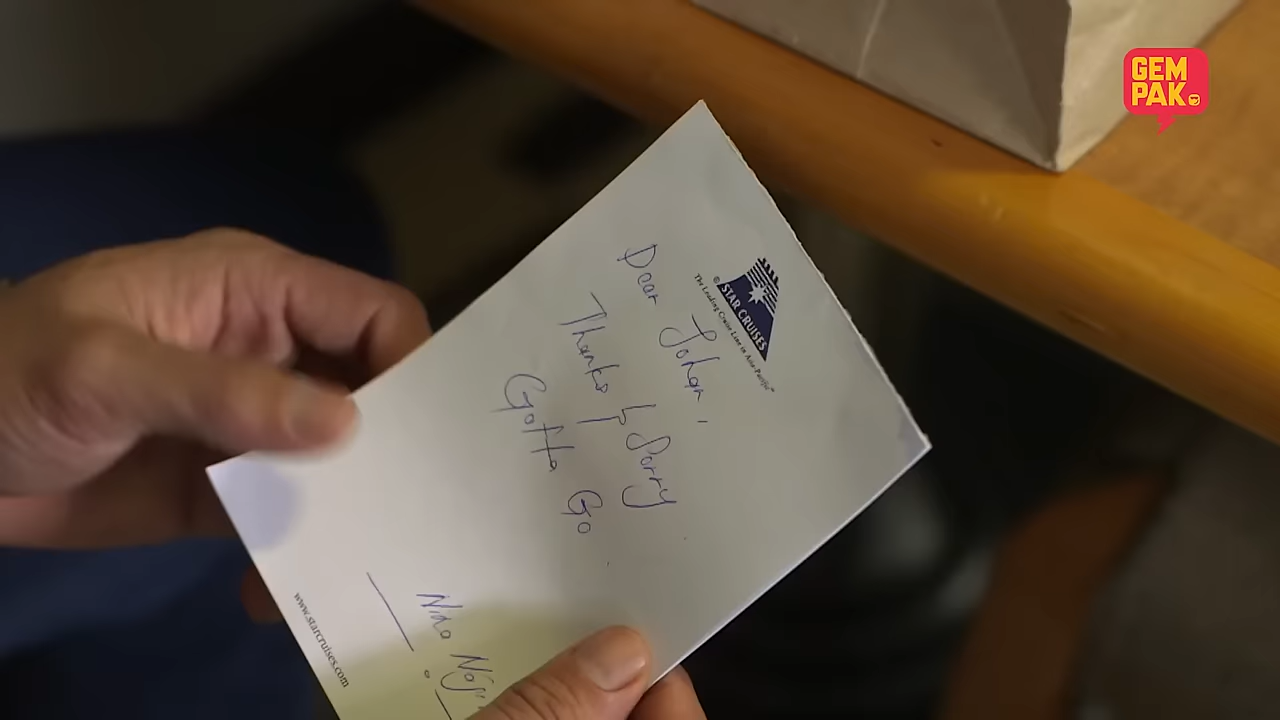 GEM
PAK
STAR CRUISES
The Leading Cruise Line in Asia-Pacific
Dear Johan,
Thanks & Sorry
Gotta Go
www.starcruises.com